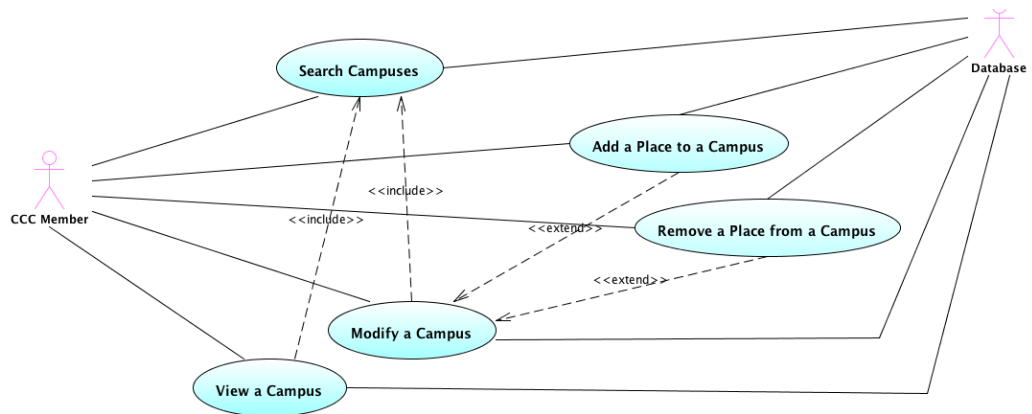 Search Campuses
Database
Add a Place to a Campus
<<include>>
CCC Member
<<include>>
<<extend>>
Remove a Place from a Campus
<<extend>>
Modify a Campus
View a Campus